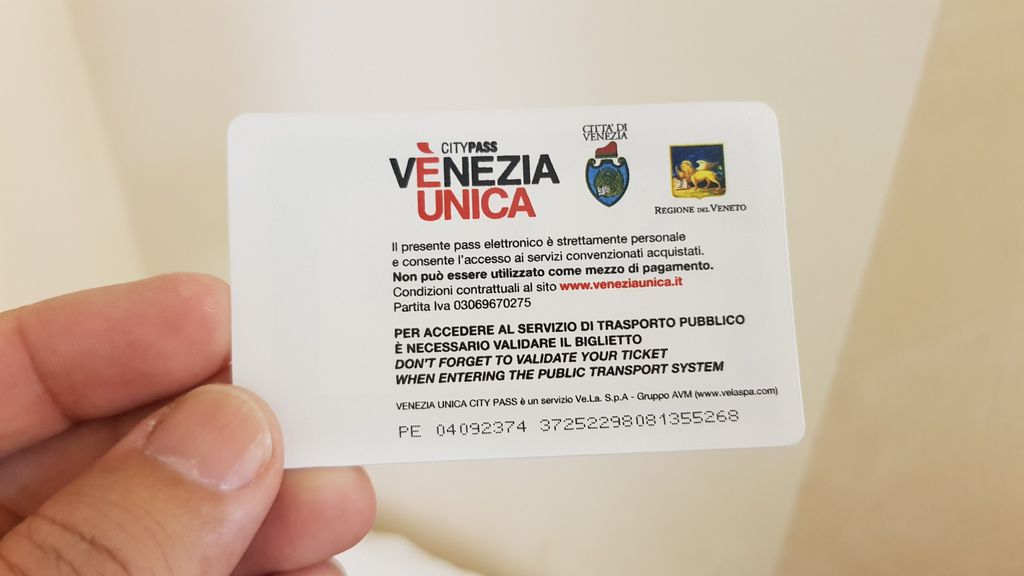 CITYPASS
VÈNEZIA
UNICA
CITTA' DI
VENEZIA
REGIONE DEL VENETO
Il presente pass elettronico è strettamente personale
e consente l'accesso ai servizi convenzionati acquistati.
Non può essere utilizzato come mezzo di pagamento.
Condizioni contrattuali al sito www.veneziaunica.it
Partita Iva 03069670275
PER ACCEDERE AL SERVIZIO DI TRASPORTO PUBBLICO
È NECESSARIO VALIDARE IL BIGLIETTO
DON'T FORGET TO VALIDATE YOUR TICKET
WHEN ENTERING THE PUBLIC TRANSPORT SYSTEM
VENEZIA UNICA CITY PASS è un servizio Ve.La. S.p.A - Gruppo AVM (www.velaspa.com)
PE 04092374 37252298081355268